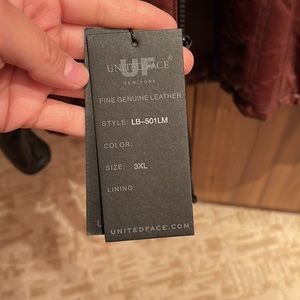 UF
UNITED FACE®
NEW YORK
FINE GENUINE LEATHER
STYLE: LB-501LM
COLOR:
SIZE: 3XL
LINING:
UNITEDFACE.COM